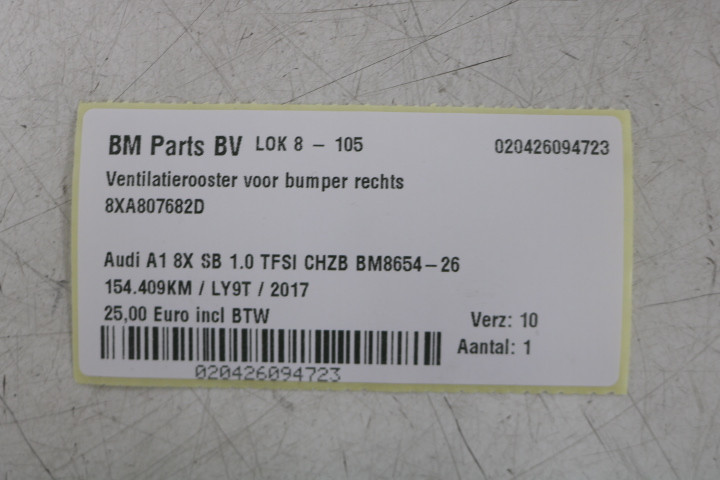 BM Parts BV LOK 8 - 105 020426094723
Ventilatierooster voor bumper rechts
8XA807682D
Audi A1 8X SB 1.0 TFSI CHZB BM8654-26
154.409KM / LY9T / 2017
25,00 Euro incl BTW
Verz: 10
Aantal: 1
020426094723